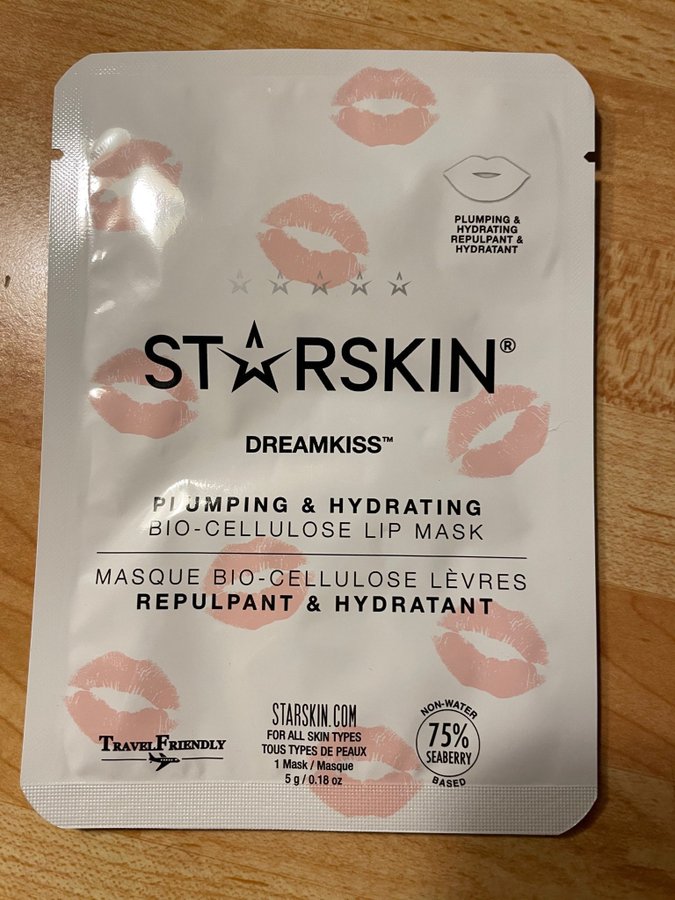 PLUMPING &
HYDRATING
REPULPANT &
HYDRATANT
STARSKIN®
DREAMKISS™
PLUMPING & HYDRATING
BIO-CELLULOSE LIP MASK
MASQUE BIO-CELLULOSE LÈVRES
REPULPANT & HYDRATANT
TRAVELFRIENDLY
STARSKIN.COM
FOR ALL SKIN TYPES
TOUS TYPES DE PEAUX
1 Mask / Masque
5 g / 0.18 oz
NON-WATER
75%
SEABERRY
BASED